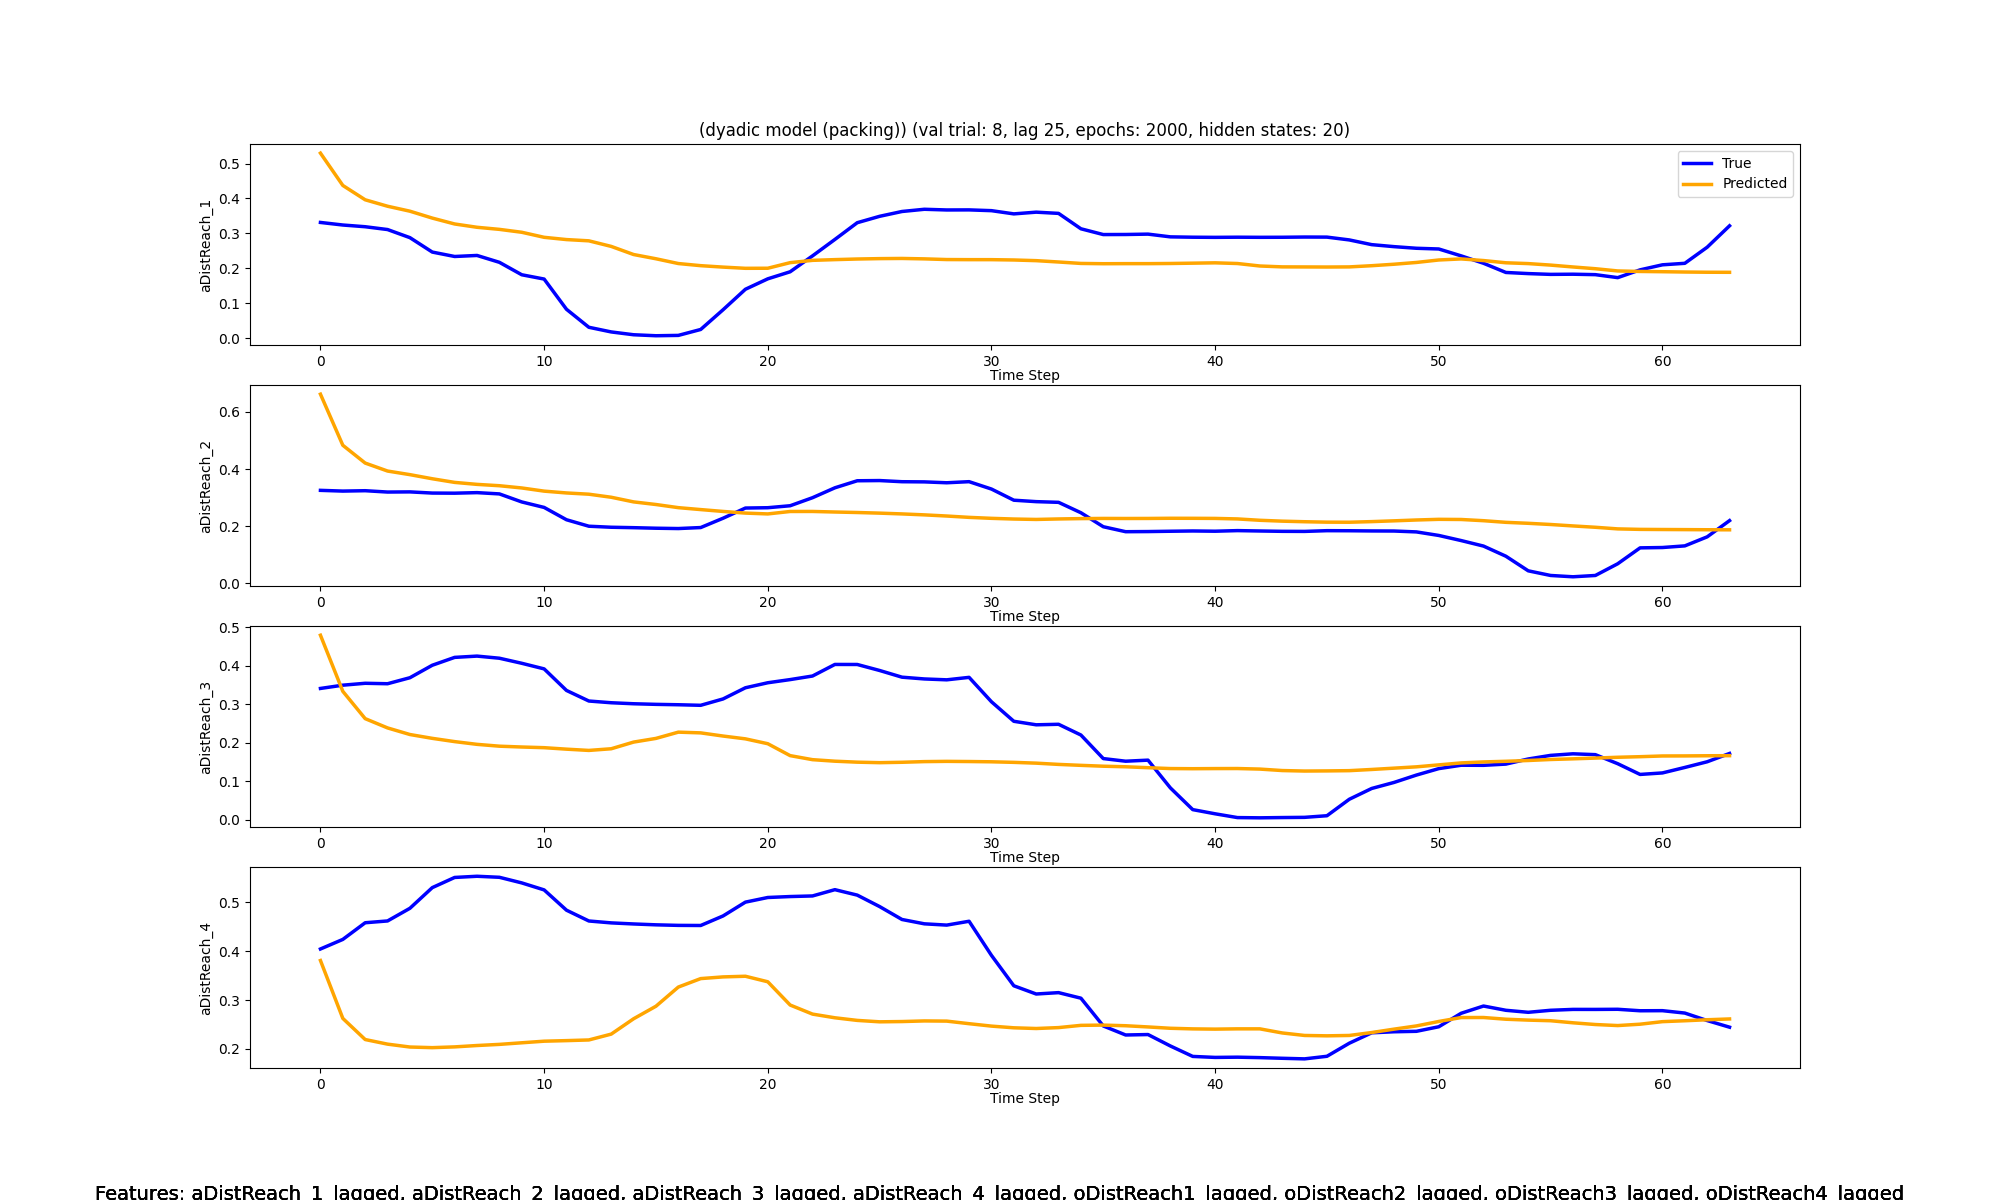 (dyadic model (packing)) (val trial: 8, lag 25, epochs: 2000, hidden states: 20)
True
Predicted
aDistReach_1
0.5
0.4
0.3
0.2
0.1
0.0
0 10 20 30 40 50 60
Time Step
aDistReach_2
0.6
0.4
0.2
0.0
0 10 20 30 40 50 60
Time Step
aDistReach_3
0.5
0.4
0.3
0.2
0.1
0.0
0 10 20 30 40 50 60
Time Step
aDistReach_4
0.5
0.4
0.3
0.2
0 10 20 30 40 50 60
Time Step
Features: aDistReach_1_lagged, aDistReach_2_lagged, aDistReach_3_lagged, aDistReach_4_lagged, oDistReach1_lagged, oDistReach2_lagged, oDistReach3_lagged, oDistReach4_lagged